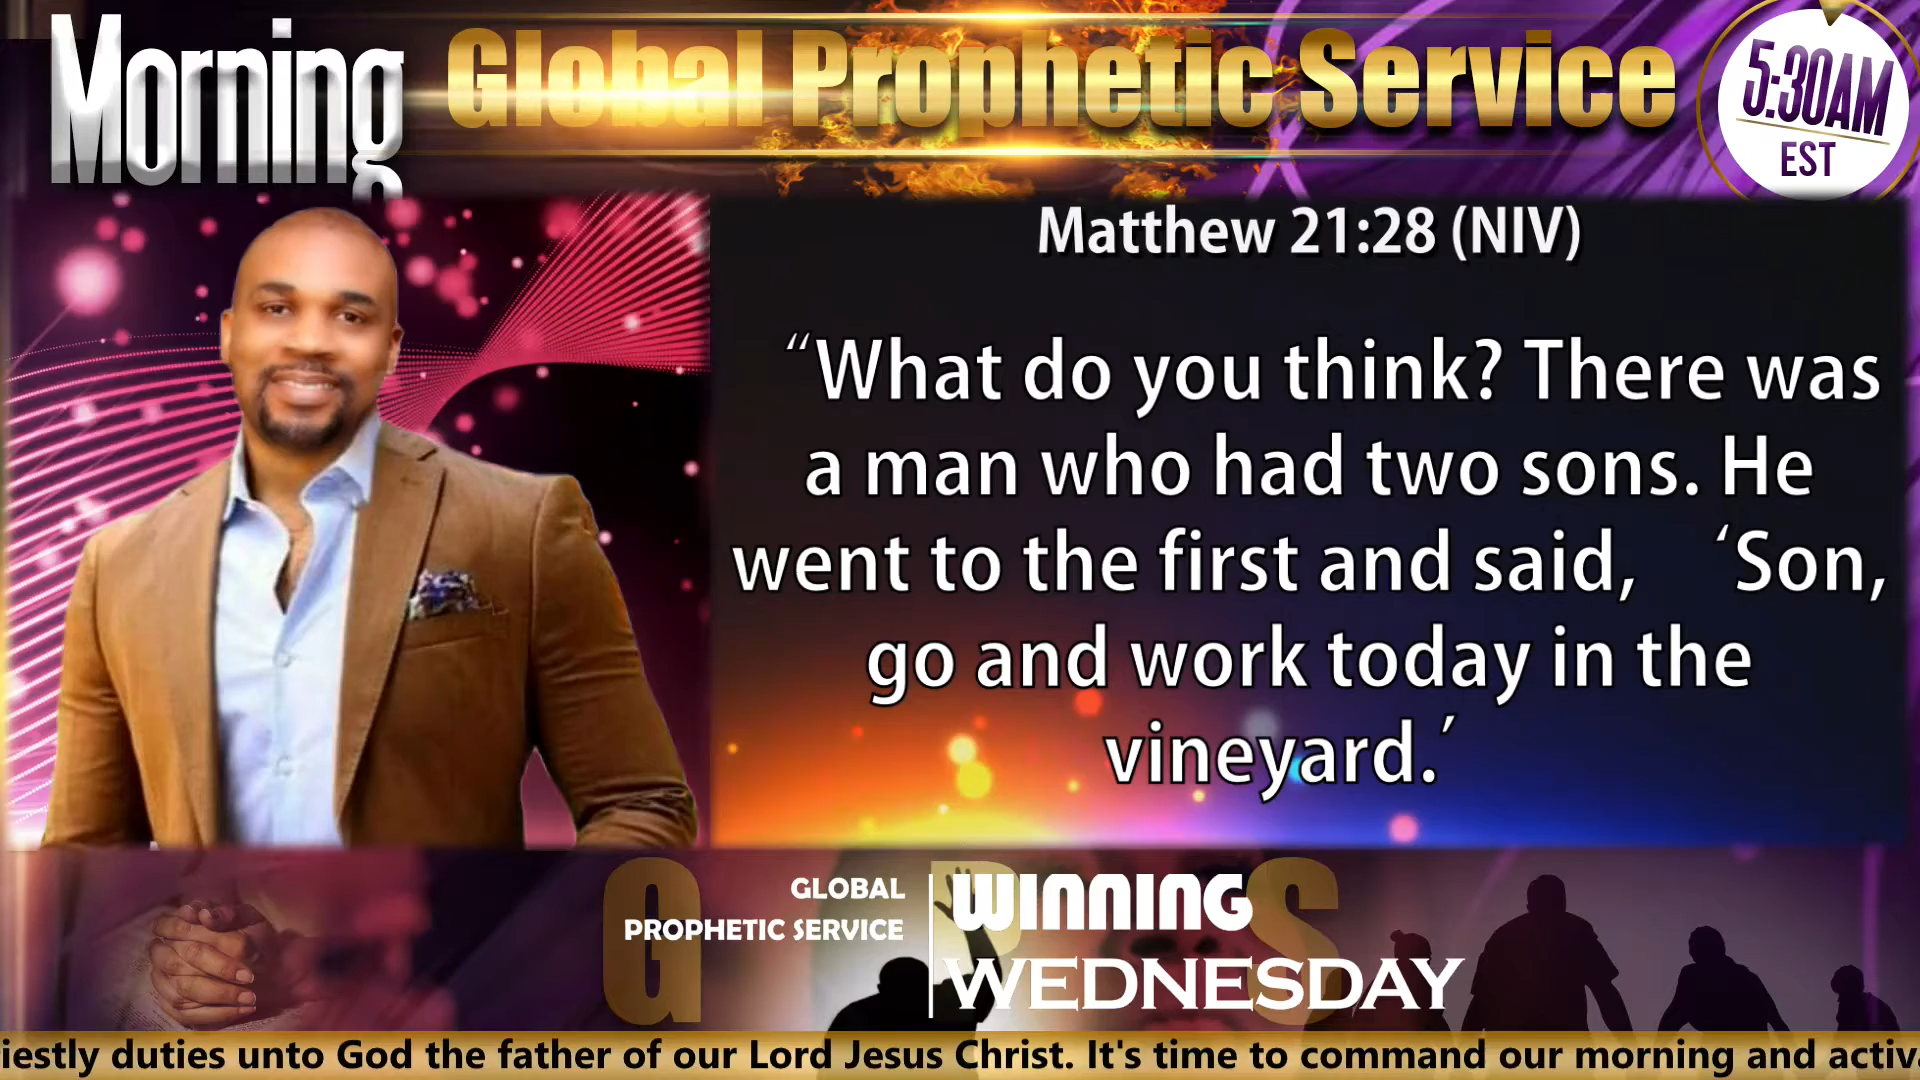 Morning
Global Prophetic Service
5:30AM
EST
Matthew 21:28 (NIV)
“What do you think? There was
a man who had two sons. He
went to the first and said, ‘Son,
go and work today in the
vineyard.’
GPS
GLOBAL
PROPHETIC SERVICE
WINNING
WEDNESDAY
iestly duties unto God the father of our Lord Jesus Christ. It's time to command our morning and activ